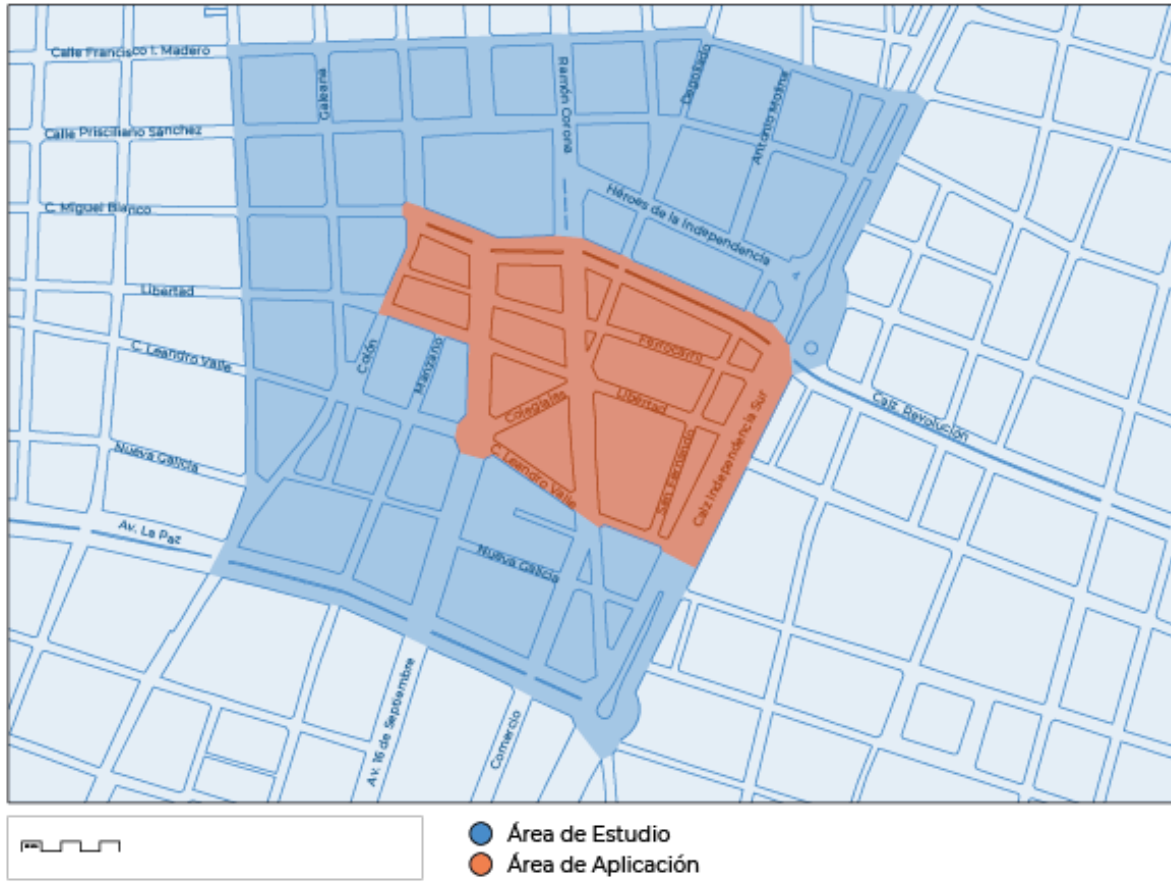 Calle Francisco I. Madero
Galeana
Ramón Corona
Degollado
Antonio Molina
Calle Prisciliano Sánchez
C. Miguel Blanco
Héroes de la Independencia
Libertad
C. Leandro Valle
Colón
Manzano
Ferrocarril
Libertad
Colegiales
Calz. Revolución
Calz Independencia Sur
San Fernando
C. Leandro Valle
Nueva Galicia
Av. La Paz
Nueva Galicia
Av. 16 de Septiembre
Comercio
Área de Estudio
Área de Aplicación